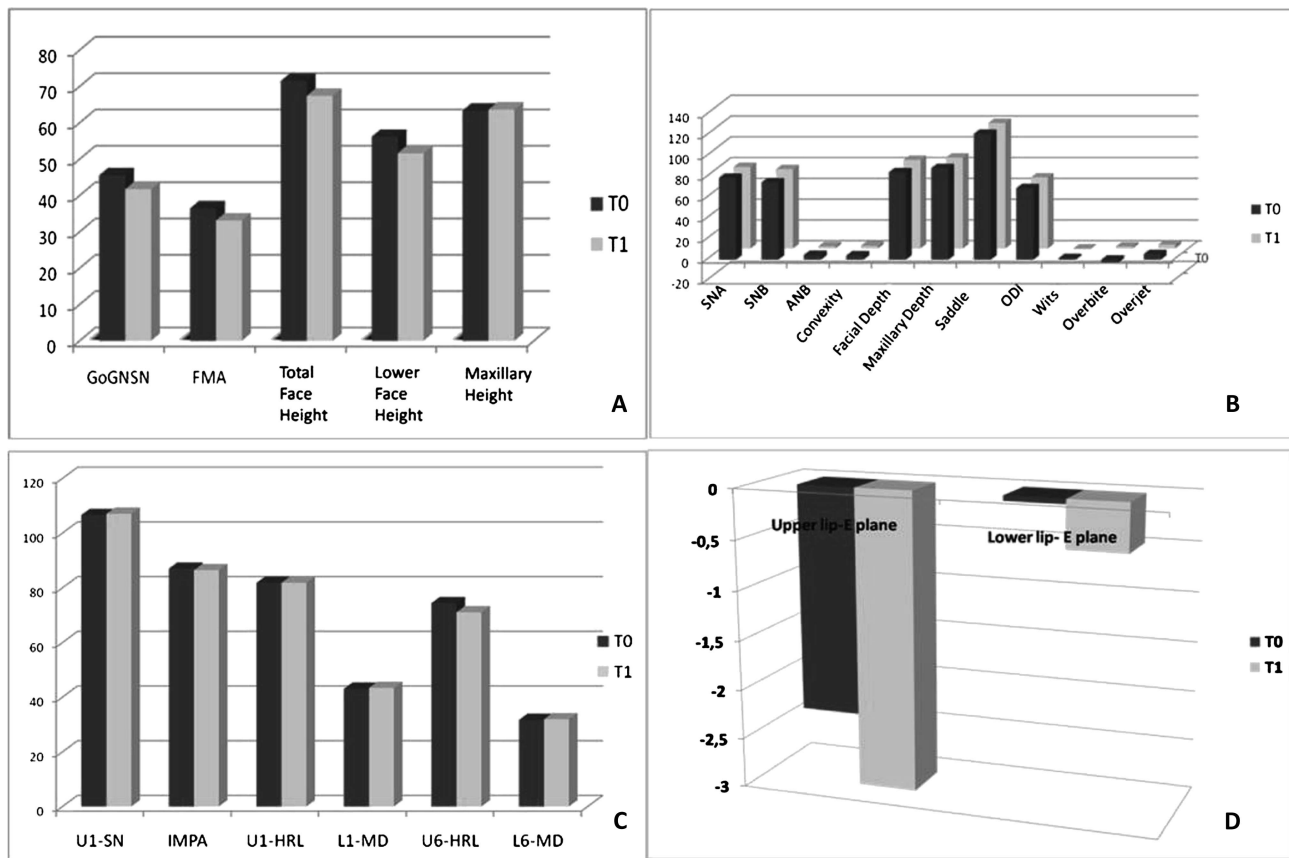 80
70
60
50
40
30
20
10
0
GoGNSN
FMA
Total
Face
Height
Lower
Face
Height
Maxillary
Height
T0
T1
A
140
120
100
80
60
40
20
0
-20
SNA
SNB
ANB
Convexity
Facial Depth
Maxillary Depth
Saddle
ODI
Wits
Overbite
Overjet
T0
T0
T1
B
120
100
80
60
40
20
0
U1-SN
IMPA
U1-HRL
L1-MD
U6-HRL
L6-MD
T0
T1
C
0
-0,5
-1
-1,5
-2
-2,5
-3
Upper lip-E plane
Lower lip- E plane
T0
T1
D